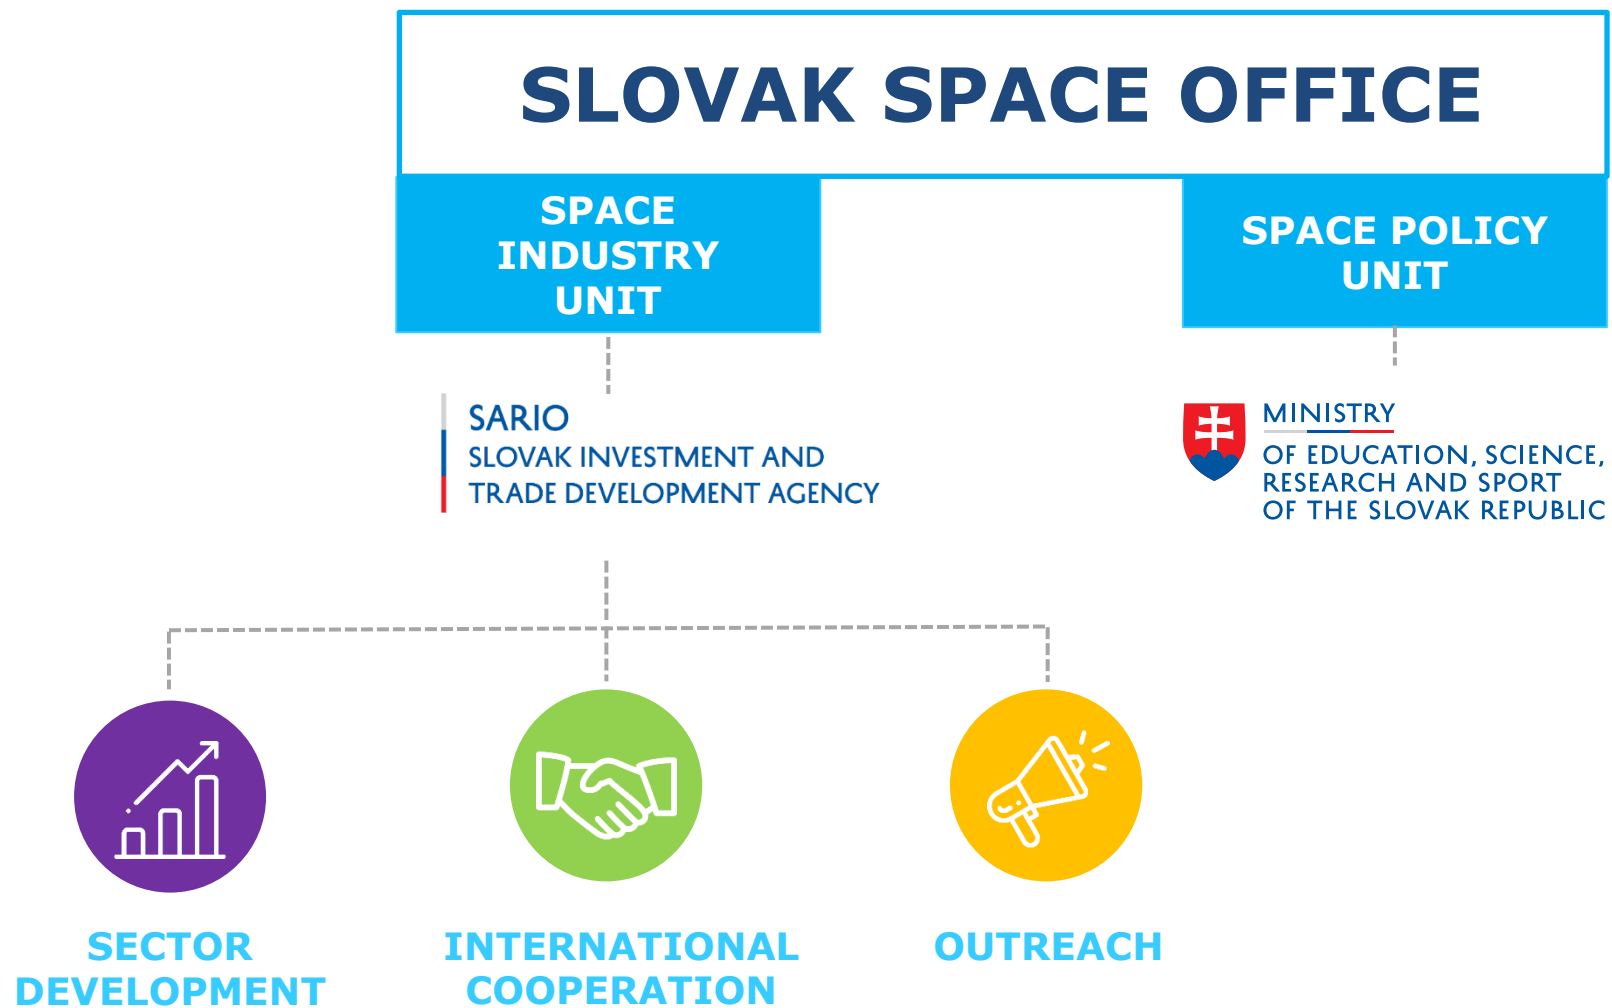 SLOVAK SPACE OFFICE
SPACE
INDUSTRY
UNIT
SPACE POLICY
UNIT
SARIO
SLOVAK INVESTMENT AND
TRADE DEVELOPMENT AGENCY
MINISTRY
OF EDUCATION, SCIENCE,
RESEARCH AND SPORT
OF THE SLOVAK REPUBLIC
SECTOR
DEVELOPMENT
INTERNATIONAL
COOPERATION
OUTREACH